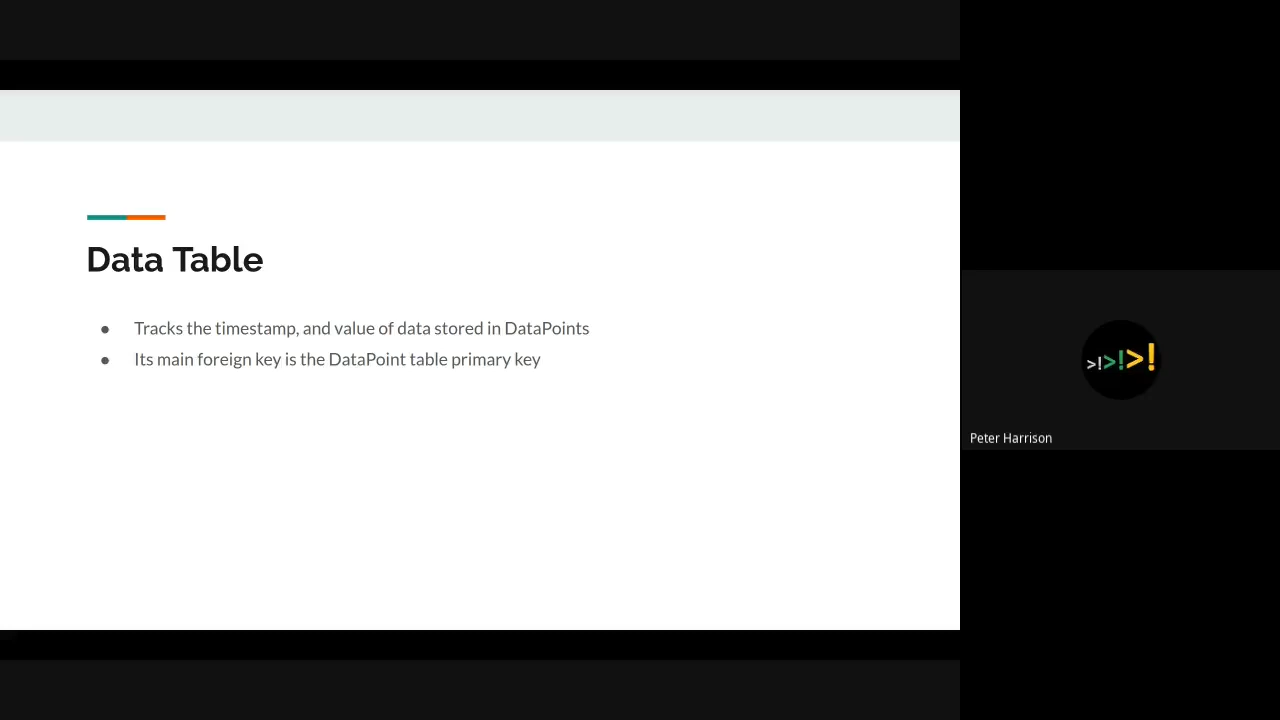 Data Table
● Tracks the timestamp, and value of data stored in DataPoints
● Its main foreign key is the DataPoint table primary key
>!>!>!
Peter Harrison